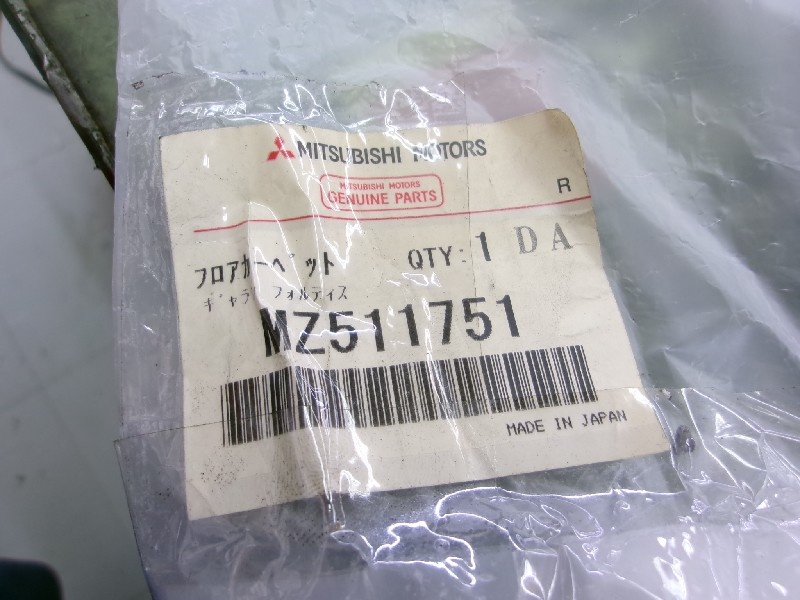 MITSUBISHI MOTORS
MITSUBISHI MOTORS
GENUINE PARTS
R
フロアカーペット QTY: 1 DA
ギャラン フォルティス
MZ511751
MADE IN JAPAN